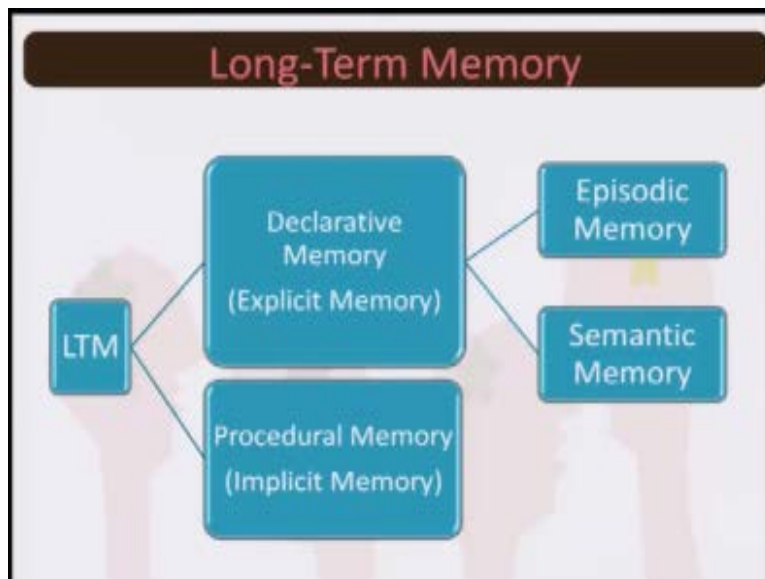 Long-Term Memory
LTM
Declarative
Memory
(Explicit Memory)
Procedural Memory
(Implicit Memory)
Episodic
Memory
Semantic
Memory